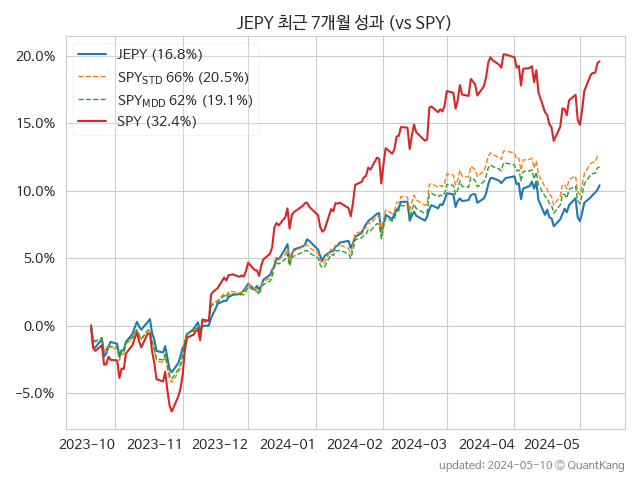 JEPY 최근 7개월 성과 (vs SPY)
JEPY (16.8%)
SPY_STD 66% (20.5%)
SPY_MDD 62% (19.1%)
SPY (32.4%)
20.0%
15.0%
10.0%
5.0%
0.0%
−5.0%
2023-10 2023-11 2023-12 2024-01 2024-02 2024-03 2024-04 2024-05
updated: 2024-05-10 © QuantKang